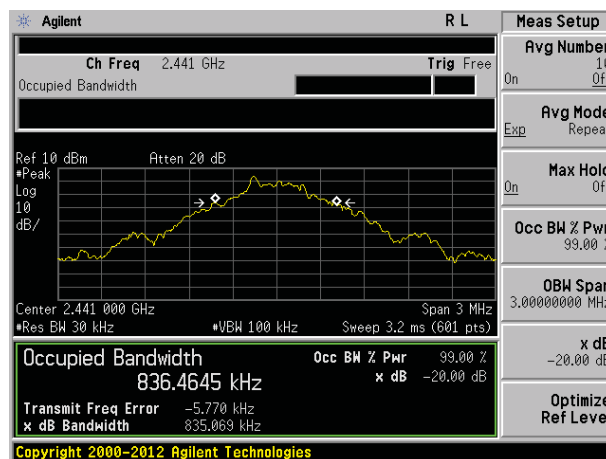 Agilent R L Meas Setup
Ch Freq 2.441 GHz Trig Free
Occupied Bandwidth
Avg Number
On
Avg Mode
Exp
Ref 10 dBm Atten 20 dB
#Peak
Log
10
dB/
Max Hold
On
Occ BW % Pwr
99.00 %
Center 2.441 000 GHz Span 3 MHz
#Res BW 30 kHz #VBW 100 kHz Sweep 3.2 ms (601 pts)
OBW Span
3.00000000 MHz
Occupied Bandwidth Occ BW % Pwr 99.00 %
836.4645 kHz x dB -20.00 dB
Transmit Freq Error -5.770 kHz
x dB Bandwidth 835.069 kHz
x dB
-20.00 dB
Optimize
Ref Level
Copyright 2000-2012 Agilent Technologies